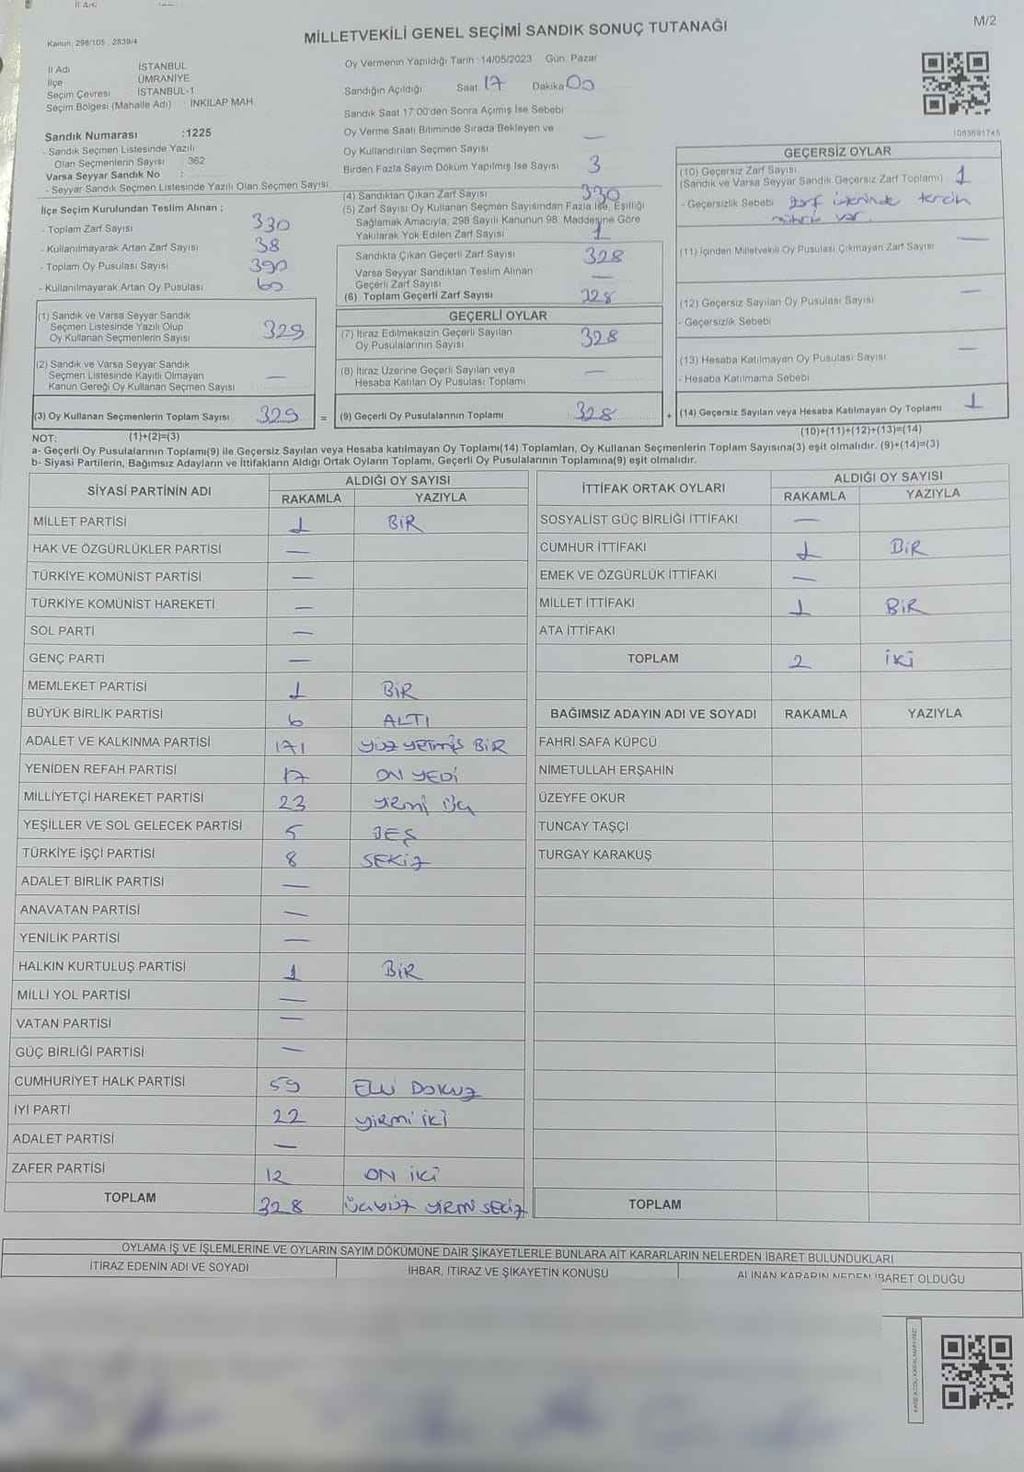 Kanun: 298/105, 2839/4
MİLLETVEKİLİ GENEL SEÇİMİ SANDIK SONUÇ TUTANAĞI
M/2
İl Adı İSTANBUL
İlçe ÜMRANİYE
Seçim Çevresi İSTANBUL-1
Seçim Bölgesi (Mahalle Adı) İNKILAP MAH.
Sandık Numarası :1225
- Sandık Seçmen Listesinde Yazılı
Olan Seçmenlerin Sayısı 362
Varsa Seyyar Sandık No :
- Seyyar Sandık Seçmen Listesinde Yazılı Olan Seçmen Sayısı
İlçe Seçim Kurulundan Teslim Alınan ;
- Toplam Zarf Sayısı 330
- Kullanılmayarak Artan Zarf Sayısı 38
- Toplam Oy Pusulası Sayısı 390
- Kullanılmayarak Artan Oy Pusulası 60
(1) Sandık ve Varsa Seyyar Sandık
Seçmen Listesinde Yazılı Olup
Oy Kullanan Seçmenlerin Sayısı 329
(2) Sandık ve Varsa Seyyar Sandık
Seçmen Listesinde Kayıtlı Olmayan
Kanun Gereği Oy Kullanan Seçmen Sayısı —
(3) Oy Kullanan Seçmenlerin Toplam Sayısı 329 =
Oy Vermenin Yapıldığı Tarih :14/05/2023 Gün: Pazar
Sandığın Açıldığı Saat 17 Dakika 00
Sandık Saat 17:00'den Sonra Açılmış İse Sebebi
Oy Verme Saati Bitiminde Sırada Bekleyen ve
Oy Kullandırılan Seçmen Sayısı —
Birden Fazla Sayım Döküm Yapılmış İse Sayısı 3
(4) Sandıktan Çıkan Zarf Sayısı 330
(5) Zarf Sayısı Oy Kullanan Seçmen Sayısından Fazla ise, Eşitliği
Sağlamak Amacıyla, 298 Sayılı Kanunun 98. Maddesine Göre
Yakılarak Yok Edilen Zarf Sayısı 1
Sandıkta Çıkan Geçerli Zarf Sayısı 328
Varsa Seyyar Sandıktan Teslim Alınan
Geçerli Zarf Sayısı —
(6) Toplam Geçerli Zarf Sayısı 328
GEÇERLİ OYLAR
(7) İtiraz Edilmeksizin Geçerli Sayılan
Oy Pusulalarının Sayısı 328
(8) İtiraz Üzerine Geçerli Sayılan veya
Hesaba Katılan Oy Pusulası Toplamı —
(9) Geçerli Oy Pusulalarının Toplamı 328 +
1083691745
GEÇERSİZ OYLAR
(10) Geçersiz Zarf Sayısı
(Sandık ve Varsa Seyyar Sandık Geçersiz Zarf Toplamı) 1
- Geçersizlik Sebebi zarf üzerinde tercih
mührü var.
(11) İçinden Milletvekili Oy Pusulası Çıkmayan Zarf Sayısı —
(12) Geçersiz Sayılan Oy Pusulası Sayısı —
- Geçersizlik Sebebi
(13) Hesaba Katılmayan Oy Pusulası Sayısı —
- Hesaba Katılmama Sebebi
(14) Geçersiz Sayılan veya Hesaba Katılmayan Oy Toplamı 1
NOT: (1)+(2)=(3)
(10)+(11)+(12)+(13)=(14)
a- Geçerli Oy Pusulalarının Toplamı(9) ile Geçersiz Sayılan veya Hesaba katılmayan Oy Toplamı(14) Toplamları, Oy Kullanan Seçmenlerin Toplam Sayısına(3) eşit olmalıdır. (9)+(14)=(3)
b- Siyasi Partilerin, Bağımsız Adayların ve İttifakların Aldığı Ortak Oyların Toplamı, Geçerli Oy Pusulalarının Toplamına(9) eşit olmalıdır.
SİYASİ PARTİNİN ADI
ALDIĞI OY SAYISI
RAKAMLA YAZIYLA
MİLLET PARTİSİ 1 BİR
HAK VE ÖZGÜRLÜKLER PARTİSİ —
TÜRKİYE KOMÜNİST PARTİSİ —
TÜRKİYE KOMÜNİST HAREKETİ —
SOL PARTİ —
GENÇ PARTİ —
MEMLEKET PARTİSİ 1 BİR
BÜYÜK BİRLİK PARTİSİ 6 ALTI
ADALET VE KALKINMA PARTİSİ 171 YÜZ YETMİŞ BİR
YENİDEN REFAH PARTİSİ 17 ON YEDİ
MİLLİYETÇİ HAREKET PARTİSİ 23 YİRMİ ÜÇ
YEŞİLLER VE SOL GELECEK PARTİSİ 5 BEŞ
TÜRKİYE İŞÇİ PARTİSİ 8 SEKİZ
ADALET BİRLİK PARTİSİ —
ANAVATAN PARTİSİ —
YENİLİK PARTİSİ —
HALKIN KURTULUŞ PARTİSİ 1 BİR
MİLLİ YOL PARTİSİ —
VATAN PARTİSİ —
GÜÇ BİRLİĞİ PARTİSİ —
CUMHURİYET HALK PARTİSİ 59 ELLİ DOKUZ
İYİ PARTİ 22 YİRMİ İKİ
ADALET PARTİSİ —
ZAFER PARTİSİ 12 ON İKİ
TOPLAM 328 ÜÇYÜZ YİRMİ SEKİZ
İTTİFAK ORTAK OYLARI
ALDIĞI OY SAYISI
RAKAMLA YAZIYLA
SOSYALİST GÜÇ BİRLİĞİ İTTİFAKI —
CUMHUR İTTİFAKI 1 BİR
EMEK VE ÖZGÜRLÜK İTTİFAKI —
MİLLET İTTİFAKI 1 BİR
ATA İTTİFAKI
TOPLAM 2 İKİ
BAĞIMSIZ ADAYIN ADI VE SOYADI RAKAMLA YAZIYLA
FAHRİ SAFA KÜPCÜ
NİMETULLAH ERŞAHİN
ÜZEYFE OKUR
TUNCAY TAŞÇI
TURGAY KARAKUŞ
TOPLAM
OYLAMA İŞ VE İŞLEMLERİNE VE OYLARIN SAYIM DÖKÜMÜNE DAİR ŞİKAYETLERLE BUNLARA AİT KARARLARIN NELERDEN İBARET BULUNDUKLARI
İTİRAZ EDENİN ADI VE SOYADI
İHBAR, İTİRAZ VE ŞİKAYETİN KONUSU
ALINAN KARARIN NEDEN İBARET OLDUĞU